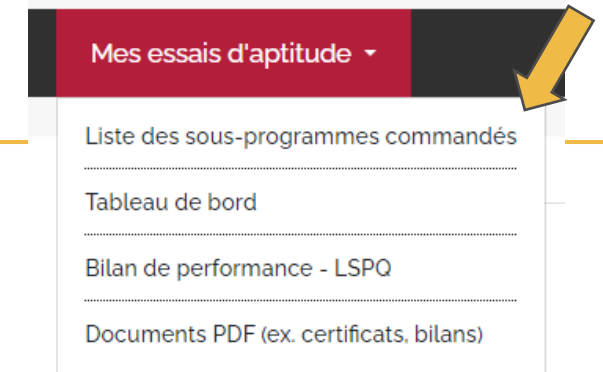 Mes essais d'aptitude
Liste des sous-programmes commandés
Tableau de bord
Bilan de performance - LSPQ
Documents PDF (ex. certificats, bilans)